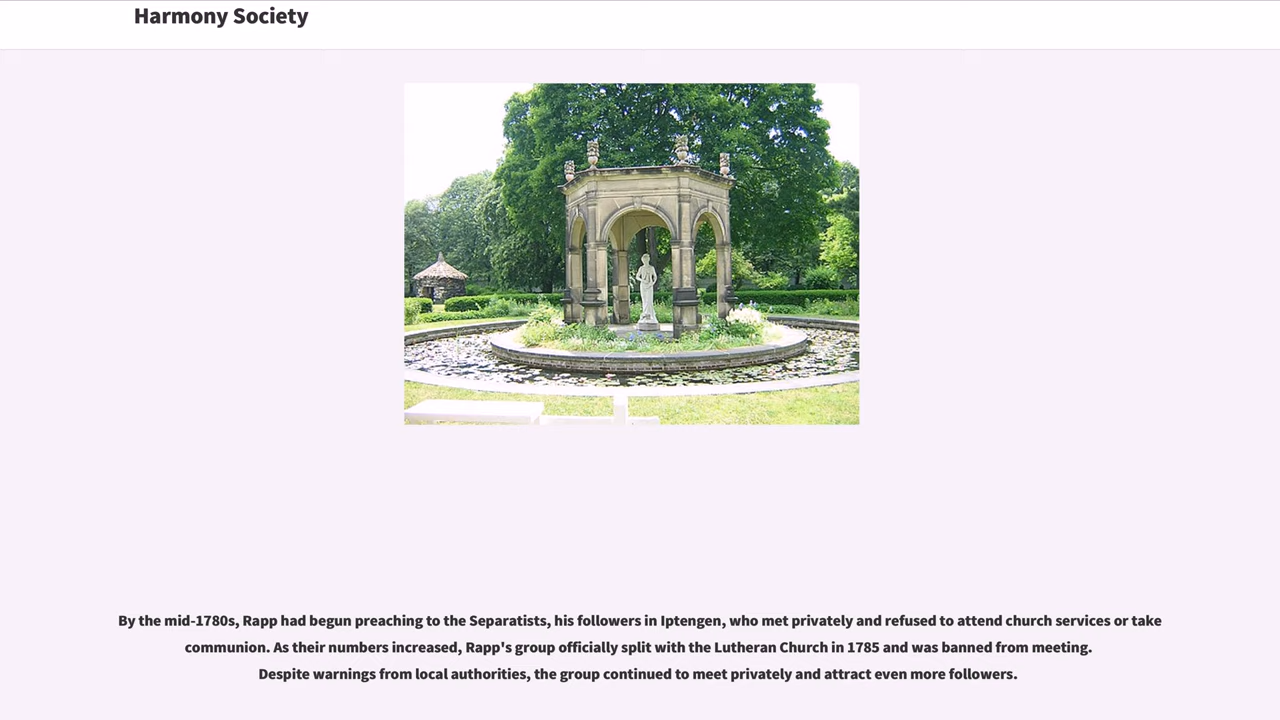 Harmony Society
By the mid-1780s, Rapp had begun preaching to the Separatists, his followers in Iptengen, who met privately and refused to attend church services or take
communion. As their numbers increased, Rapp's group officially split with the Lutheran Church in 1785 and was banned from meeting.
Despite warnings from local authorities, the group continued to meet privately and attract even more followers.